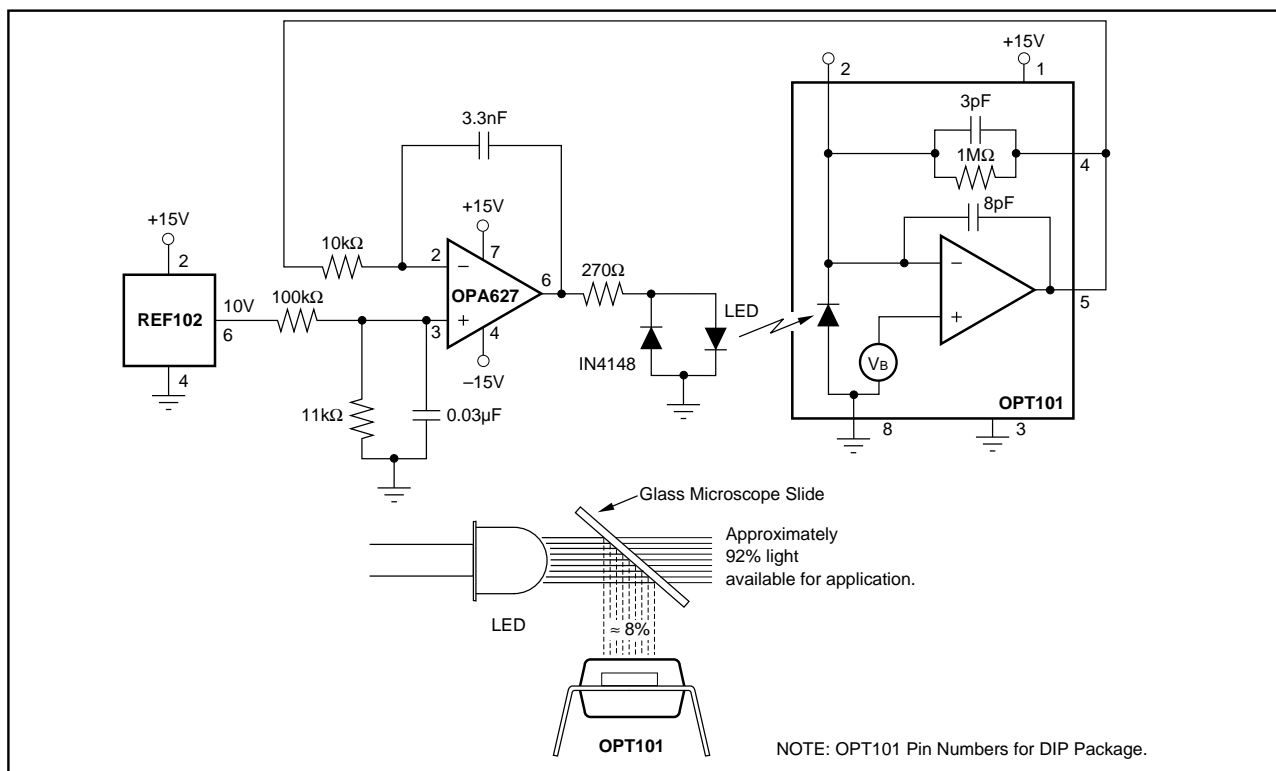 +15V
2
1
3pF
1MΩ
4
8pF
3.3nF
+15V
10kΩ
2
–
7
OPA627
6
270Ω
LED
+15V
2
REF102
10V
6
100kΩ
3
+
4
–15V
IN4148
4
11kΩ
0.03µF
–
+
5
VB
OPT101
8
3
Glass Microscope Slide
Approximately
92% light
available for application.
LED
≈ 8%
OPT101
NOTE: OPT101 Pin Numbers for DIP Package.